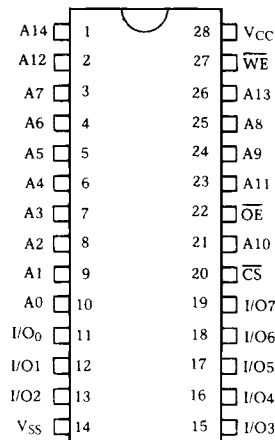 A14 1 28 VCC
A12 2 27 WE
A7 3 26 A13
A6 4 25 A8
A5 5 24 A9
A4 6 23 A11
A3 7 22 OE
A2 8 21 A10
A1 9 20 CS
A0 10 19 I/O7
I/O0 11 18 I/O6
I/O1 12 17 I/O5
I/O2 13 16 I/O4
VSS 14 15 I/O3